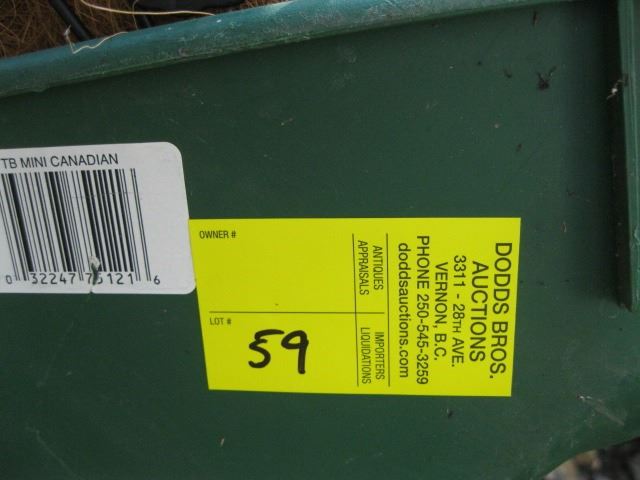 TB MINI CANADIAN
0 32247 75121 6
OWNER #
LOT #
59
ANTIQUES
APPRAISALS
IMPORTERS
LIQUIDATIONS
DODDS BROS.
AUCTIONS
3311 - 28TH AVE.
VERNON, B.C.
PHONE 250-545-3259
doddsauctions.com